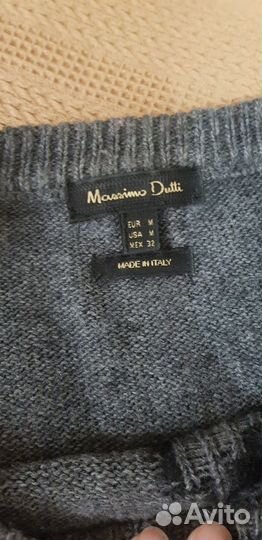 Massimo Dutti
EUR M
USA M
MEX 32
MADE IN ITALY
Avito